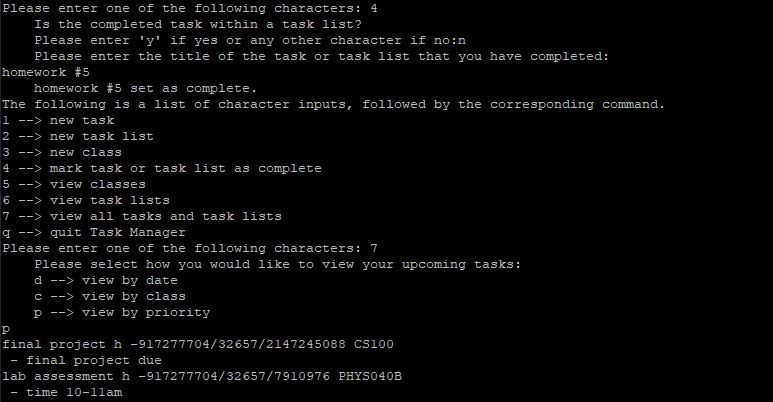 Please enter one of the following characters: 4
Is the completed task within a task list?
Please enter 'y' if yes or any other character if no:n
Please enter the title of the task or task list that you have completed:
homework #5
homework #5 set as complete.
The following is a list of character inputs, followed by the corresponding command.
1 --> new task
2 --> new task list
3 --> new class
4 --> mark task or task list as complete
5 --> view classes
6 --> view task lists
7 --> view all tasks and task lists
q --> quit Task Manager
Please enter one of the following characters: 7
Please select how you would like to view your upcoming tasks:
d --> view by date
c --> view by class
p --> view by priority
p
final project h -917277704/32657/2147245088 CS100
- final project due
lab assessment h -917277704/32657/7910976 PHYS040B
- time 10-11am